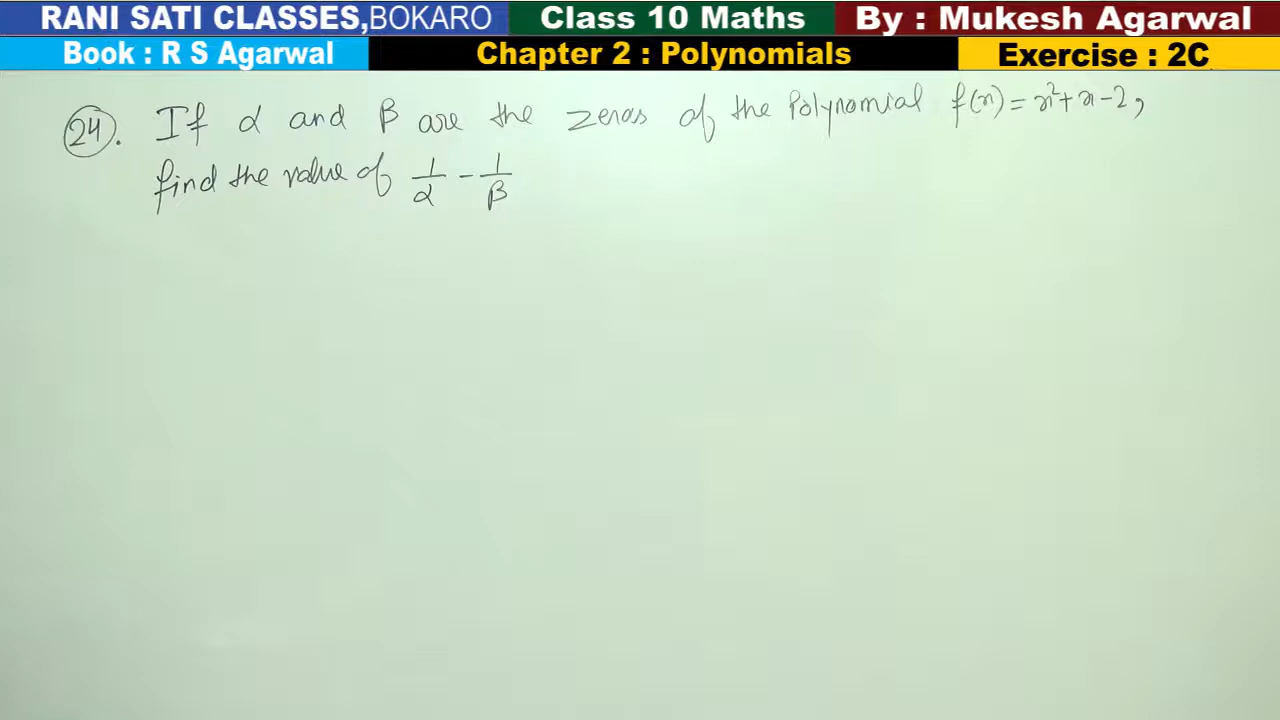 RANI SATI CLASSES,BOKARO Class 10 Maths By : Mukesh Agarwal
Book : R S Agarwal Chapter 2 : Polynomials Exercise : 2C
24. If α and β are the zeros of the Polynomial f(x) = x² + x - 2,
find the value of 1/α - 1/β